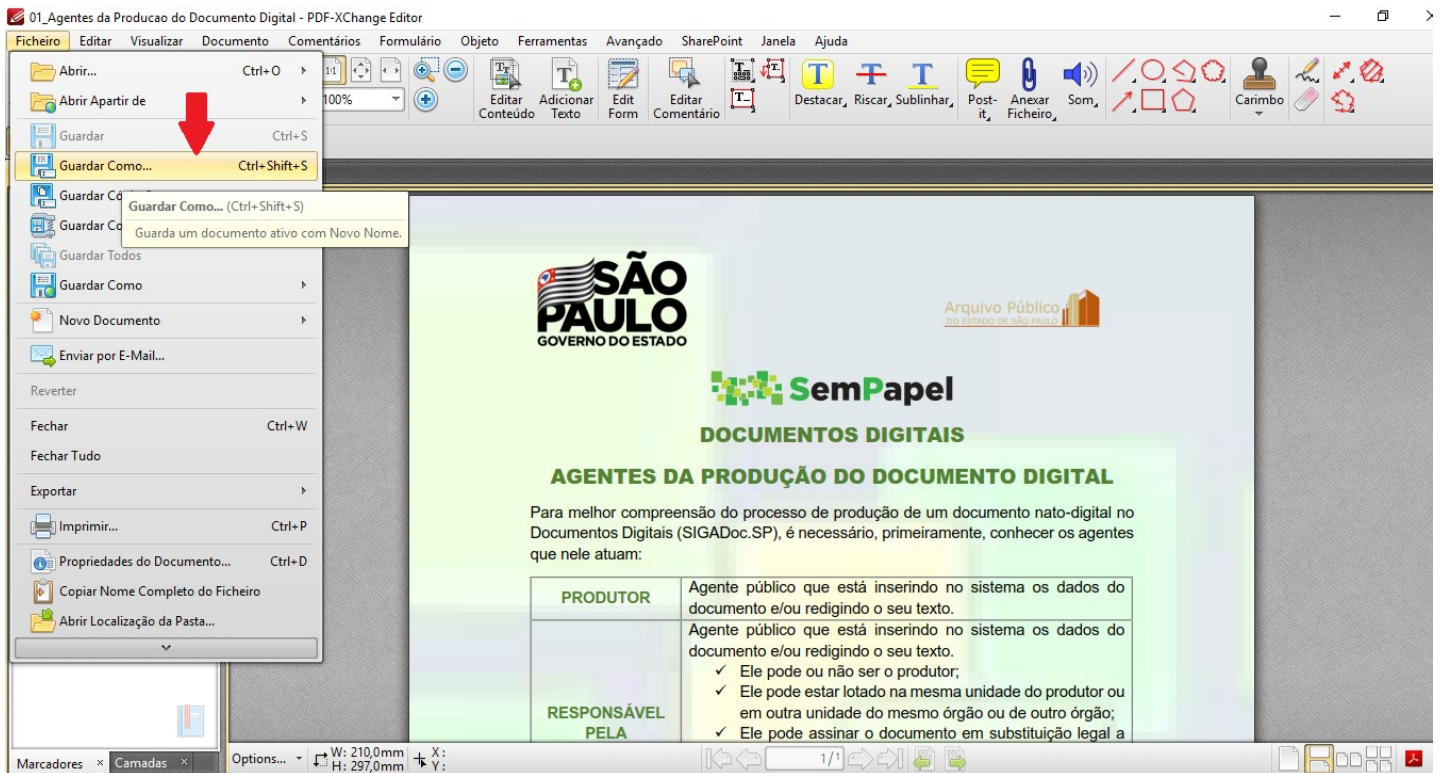 01_Agentes da Producao do Documento Digital - PDF-XChange Editor
Ficheiro Editar Visualizar Documento Comentários Formulário Objeto Ferramentas Avançado SharePoint Janela Ajuda
Abrir... Ctrl+O
Abrir Apartir de
Guardar Ctrl+S
Guardar Como... Ctrl+Shift+S
Guardar
Guardar
Guardar Todos
Guardar Como
Novo Documento
Enviar por E-Mail...
Reverter
Fechar Ctrl+W
Fechar Tudo
Exportar
Imprimir... Ctrl+P
Propriedades do Documento... Ctrl+D
Copiar Nome Completo do Ficheiro
Abrir Localização da Pasta...
Guardar Como... (Ctrl+Shift+S)
Guarda um documento ativo com Novo Nome.
100%
Editar Conteúdo
Adicionar Texto
Edit Form
Editar Comentário
Destacar Riscar Sublinhar
Post-it
Anexar Ficheiro
Som
Carimbo
SÃO
PAULO
GOVERNO DO ESTADO
Arquivo Público
DO ESTADO DE SÃO PAULO
SemPapel
DOCUMENTOS DIGITAIS
AGENTES DA PRODUÇÃO DO DOCUMENTO DIGITAL
Para melhor compreensão do processo de produção de um documento nato-digital no
Documentos Digitais (SIGADoc.SP), é necessário, primeiramente, conhecer os agentes
que nele atuam:
PRODUTOR
Agente público que está inserindo no sistema os dados do
documento e/ou redigindo o seu texto.
RESPONSÁVEL
PELA
Agente público que está inserindo no sistema os dados do
documento e/ou redigindo o seu texto.
✓ Ele pode ou não ser o produtor;
✓ Ele pode estar lotado na mesma unidade do produtor ou
em outra unidade do mesmo órgão ou de outro órgão;
✓ Ele pode assinar o documento em substituição legal a
Marcadores × Camadas ×
Options...
W: 210,0mm
H: 297,0mm
X:
Y:
1/1